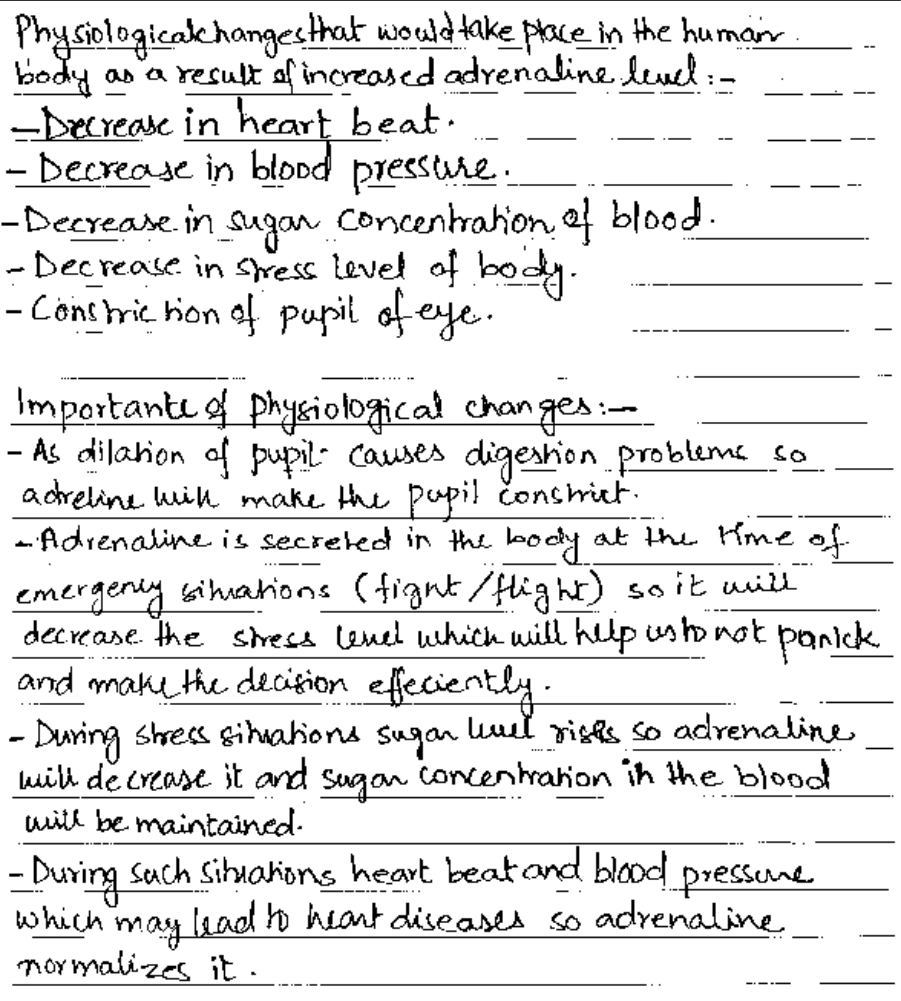 Physiological changes that would take place in the human
body as a result of increased adrenaline level :-
- Decrease in heart beat.
- Decrease in blood pressure.
- Decrease in sugar concentration of blood.
- Decrease in stress level of body.
- Constriction of pupil of eye.
Importante of physiological changes:-
- As dilation of pupil causes digestion problems so
adreline will make the pupil constrict.
- Adrenaline is secreted in the body at the time of
emergency situations (fight/flight) so it will
decrease the stress level which will help us to not panick
and make the decision effeciently.
- During stress situations sugar level rises so adrenaline
will decrease it and sugar concentration in the blood
will be maintained.
- During such situations heart beat and blood pressure
which may lead to heart diseases so adrenaline
normalizes it.